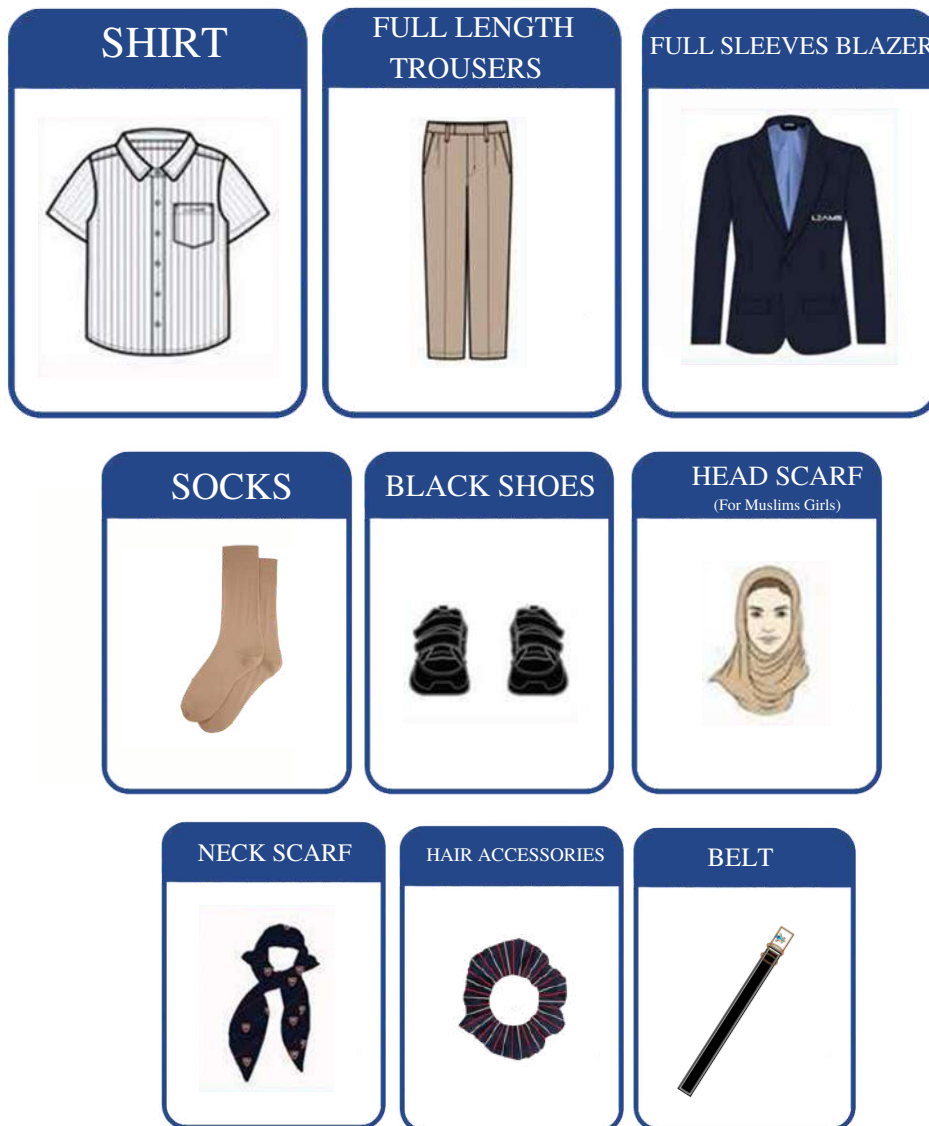 SHIRT
FULL LENGTH
TROUSERS
FULL SLEEVES BLAZER
SOCKS
BLACK SHOES
HEAD SCARF
(For Muslims Girls)
NECK SCARF
HAIR ACCESSORIES
BELT